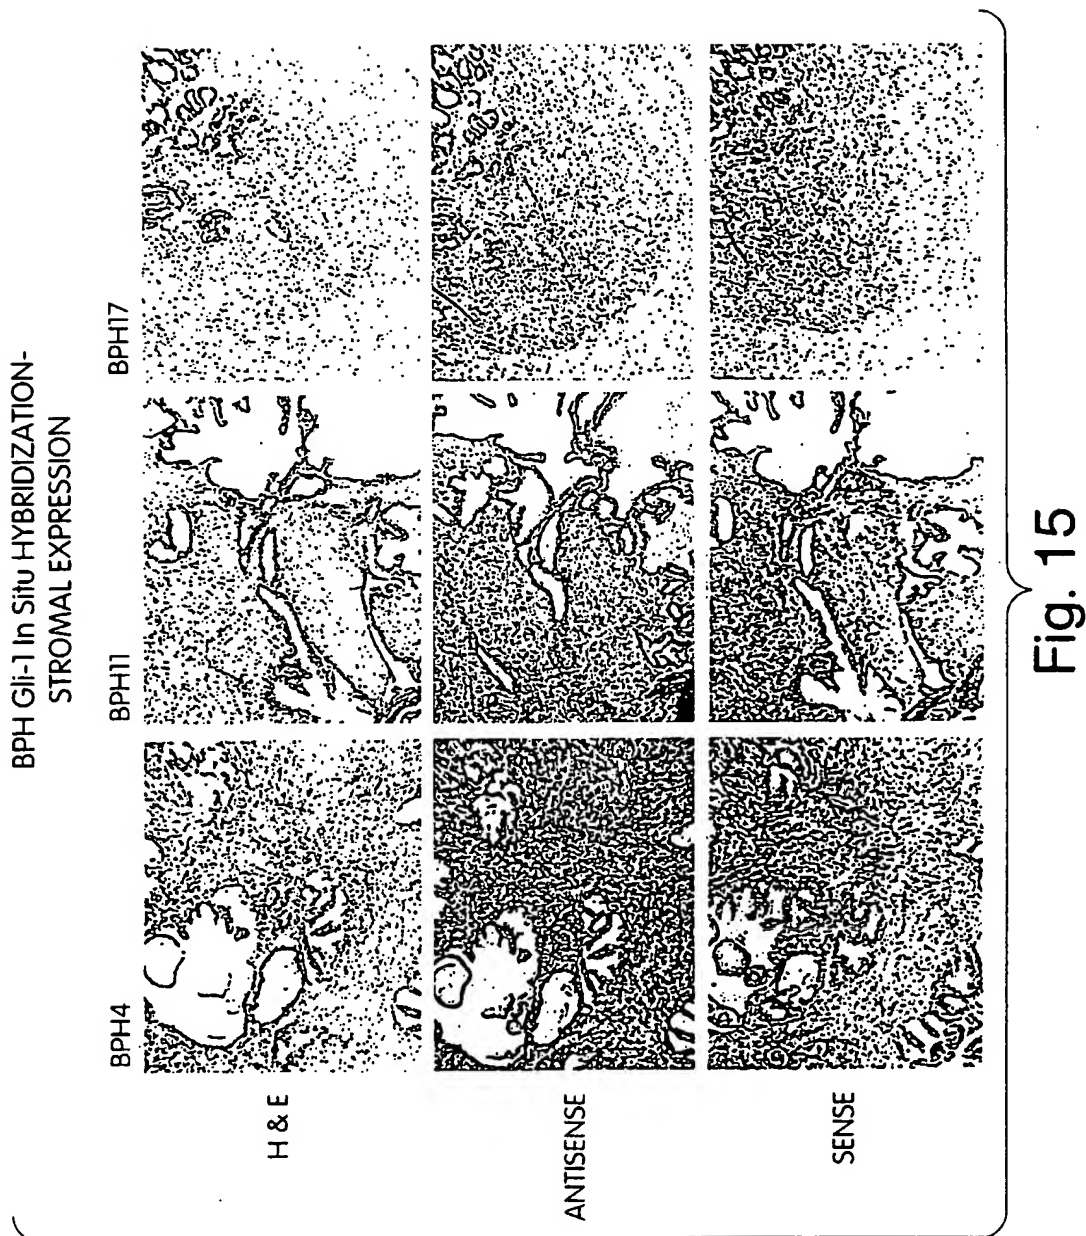 BPH Gli-1 In Situ HYBRIDIZATION-
STROMAL EXPRESSION
BPH4
BPH11
BPH17
H & E
ANTISENSE
SENSE
Fig. 15